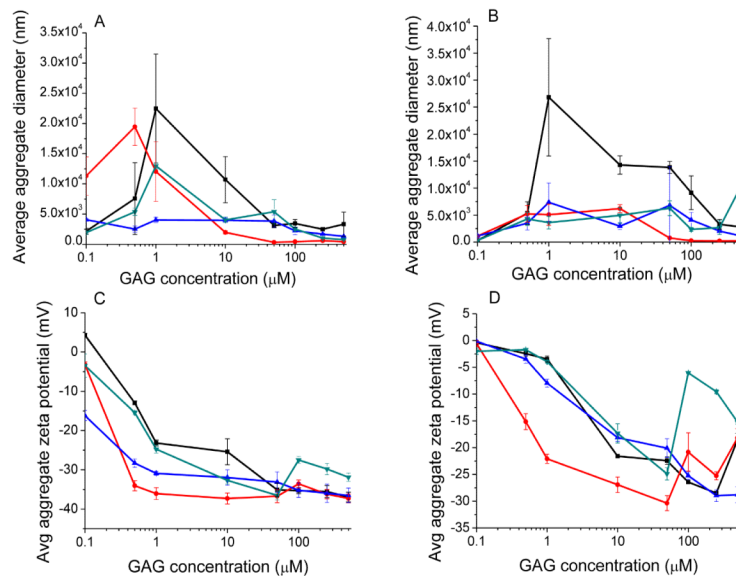 A
Average aggregate diameter (nm)
3.5x10⁴
3.0x10⁴
2.5x10⁴
2.0x10⁴
1.5x10⁴
1.0x10⁴
5.0x10³
0.0
0.1
1
10
100
GAG concentration (μM)
B
Average aggregate diameter (nm)
4.0x10⁴
3.5x10⁴
3.0x10⁴
2.5x10⁴
2.0x10⁴
1.5x10⁴
1.0x10⁴
5.0x10³
0.0
0.1
1
10
100
GAG concentration (μM)
C
Avg aggregate zeta potential (mV)
10
0
-10
-20
-30
-40
0.1
1
10
100
GAG concentration (μM)
D
Avg aggregate zeta potential (mV)
5
0
-5
-10
-15
-20
-25
-30
-35
0.1
1
10
100
GAG concentration (μM)